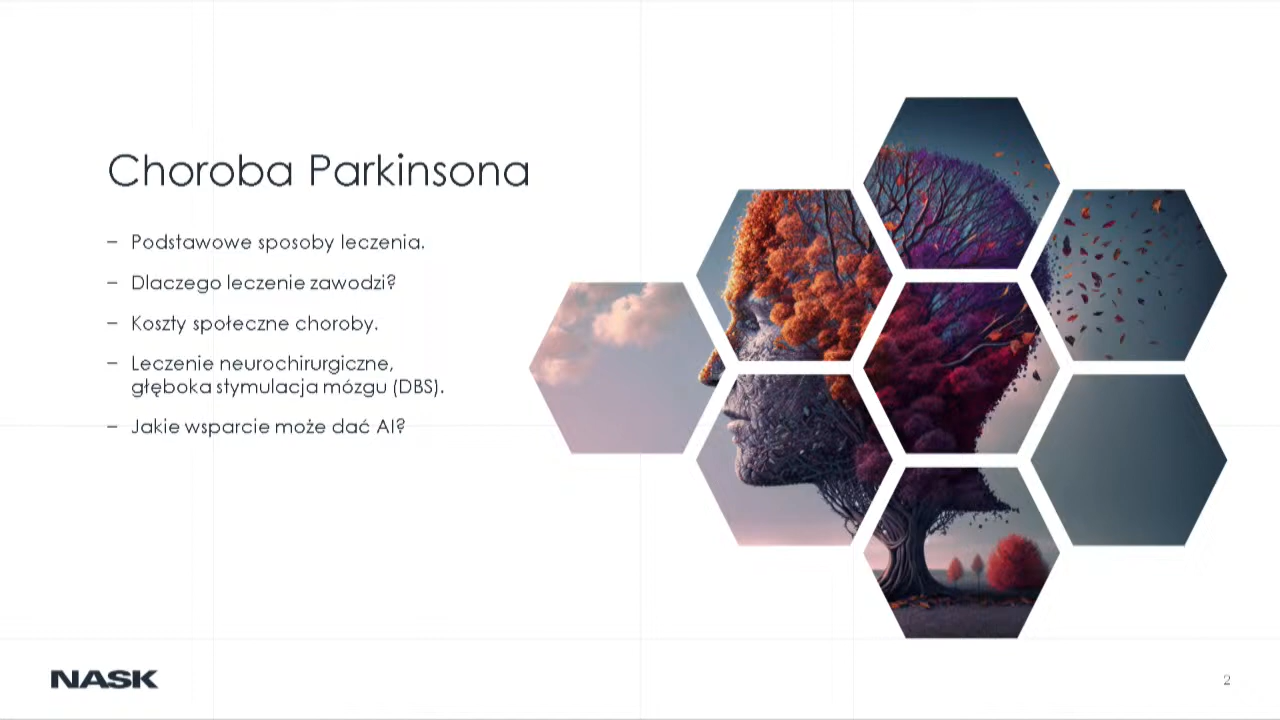 Choroba Parkinsona
– Podstawowe sposoby leczenia.
– Dlaczego leczenie zawodzi?
– Koszty społeczne choroby.
– Leczenie neurochirurgiczne,
głęboka stymulacja mózgu (DBS).
– Jakie wsparcie może dać AI?
NASK
2